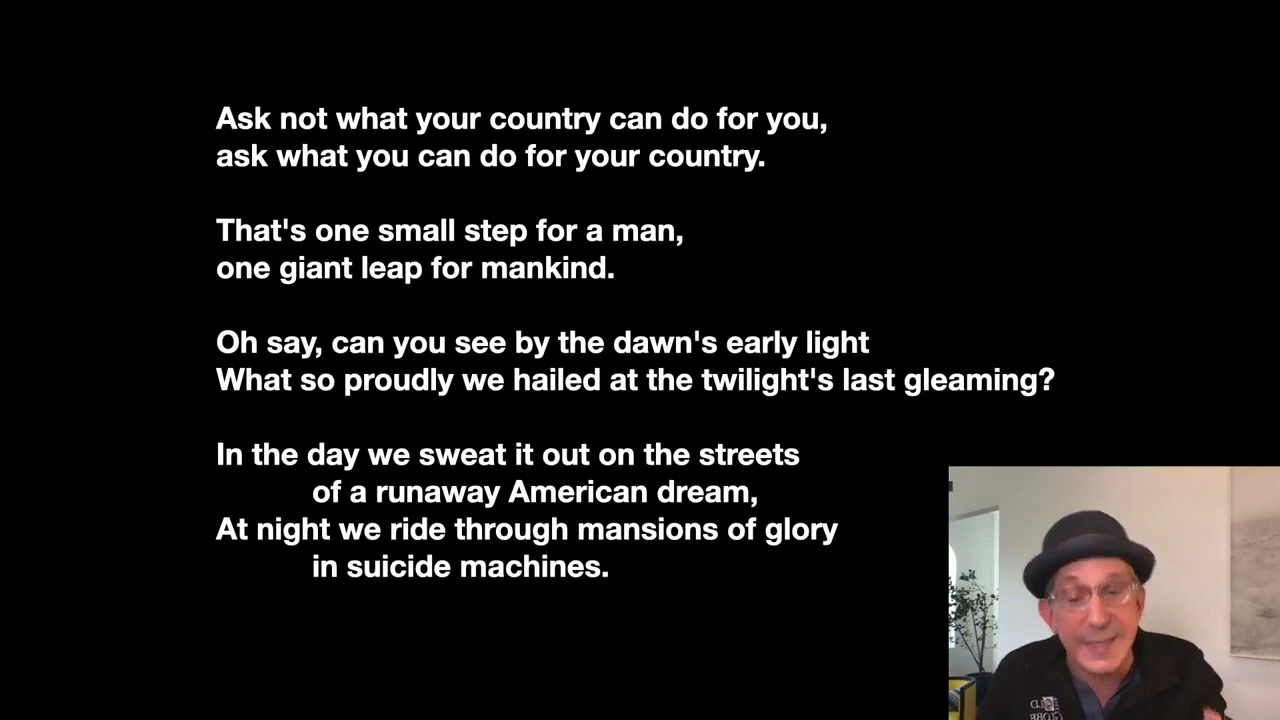 Ask not what your country can do for you,
ask what you can do for your country.
That's one small step for a man,
one giant leap for mankind.
Oh say, can you see by the dawn's early light
What so proudly we hailed at the twilight's last gleaming?
In the day we sweat it out on the streets
of a runaway American dream,
At night we ride through mansions of glory
in suicide machines.
OLD
GLOBE